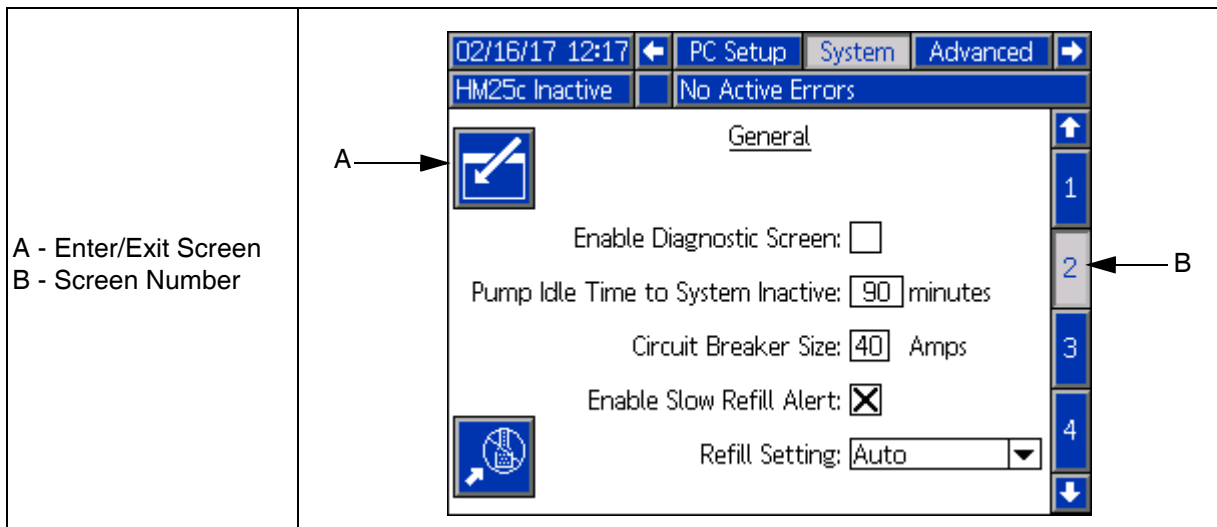 A - Enter/Exit Screen
B - Screen Number
02/16/17 12:17 PC Setup System Advanced
HM25c Inactive No Active Errors
A
General
1
Enable Diagnostic Screen:
2
B
Pump Idle Time to System Inactive: 90 minutes
Circuit Breaker Size: 40 Amps
3
Enable Slow Refill Alert:
4
Refill Setting: Auto